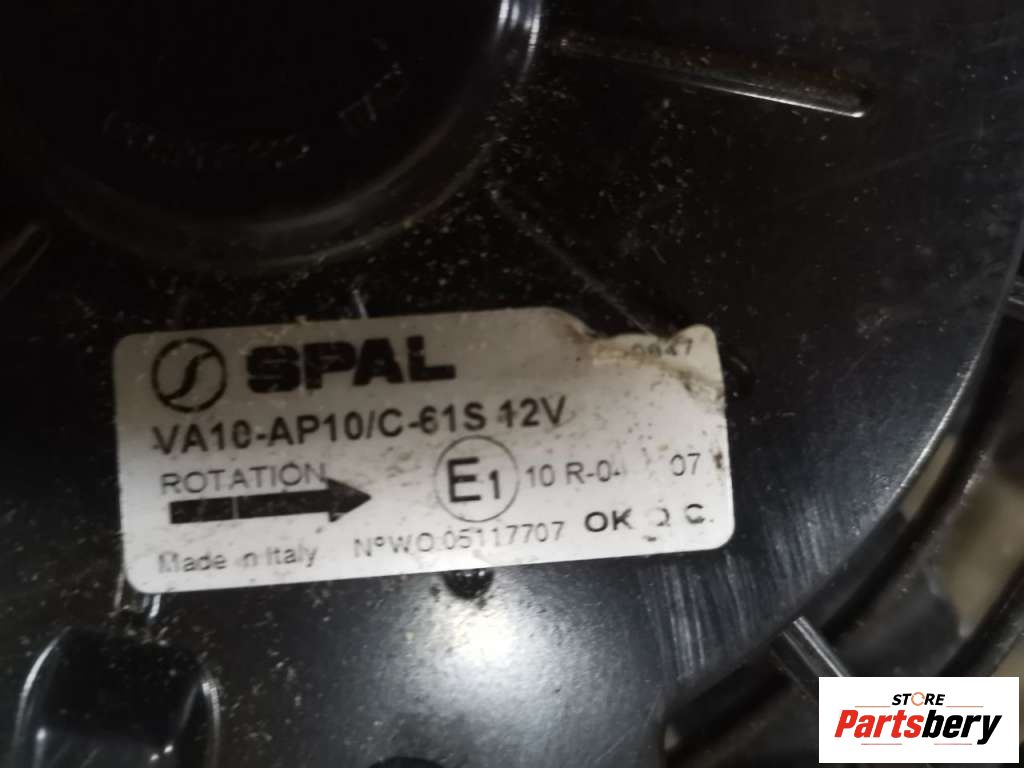 SPAL
VA10-AP10/C-61S 12V
ROTATION
E1 10 R-0 07
Made in Italy N°W.O.05117707 OK Q.C.
STORE
Partsbery